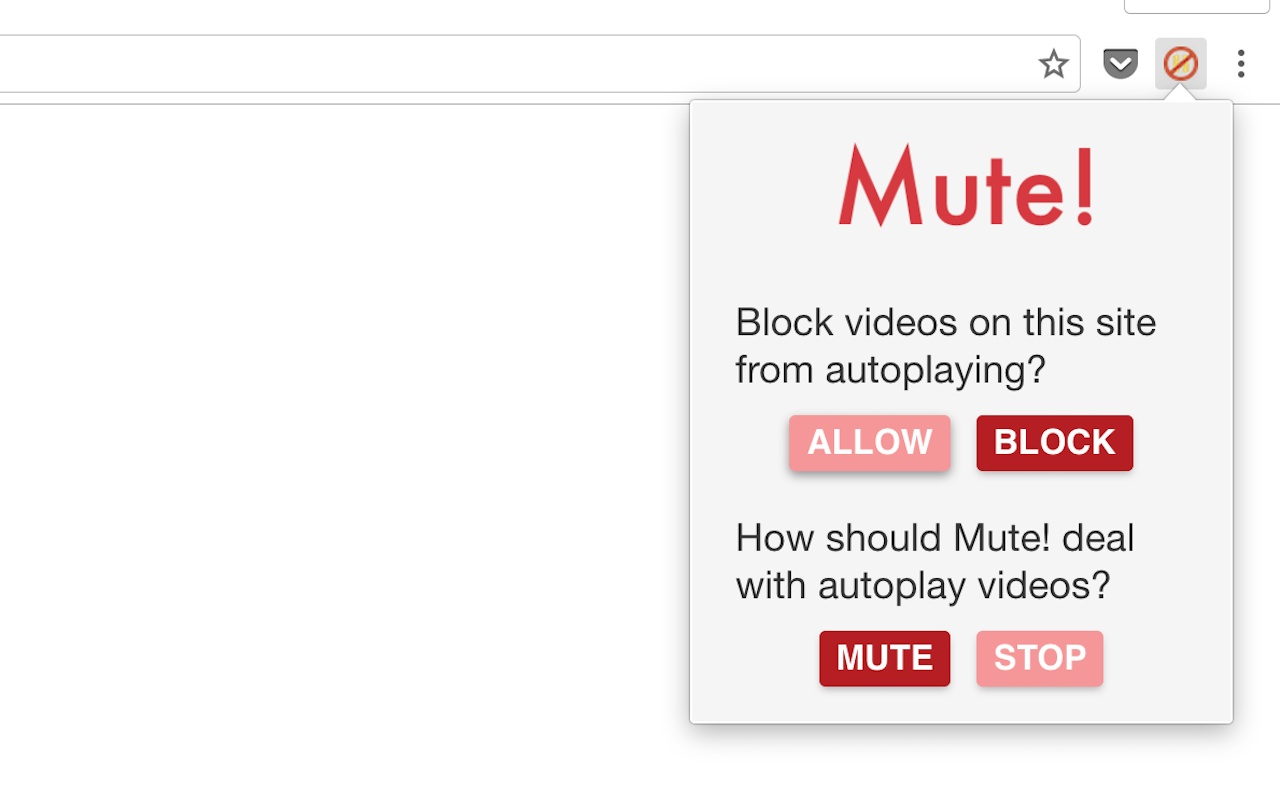 Mute!
Block videos on this site
from autoplaying?
ALLOW BLOCK
How should Mute! deal
with autoplay videos?
MUTE STOP